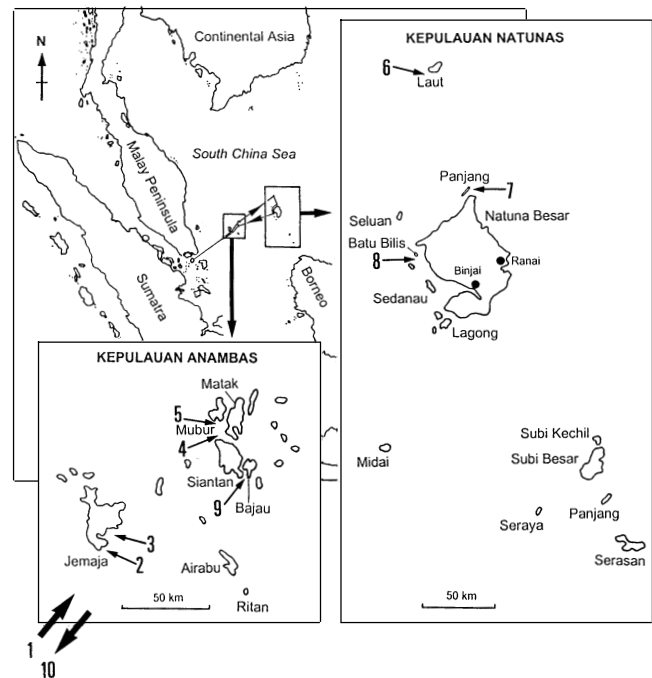 N
Continental Asia
South China Sea
Malay Peninsula
Sumatra
Borneo
KEPULAUAN NATUNAS
6
Laut
Panjang
7
Seluan
Natuna Besar
Batu Bilis
8
Ranai
Binjai
Sedanau
Lagong
Midai
Subi Kechil
Subi Besar
Panjang
Seraya
Serasan
50 km
KEPULAUAN ANAMBAS
Matak
5
Mubur
4
Siantan
9
Bajau
3
2
Jemaja
Airabu
50 km
Ritan
1
10